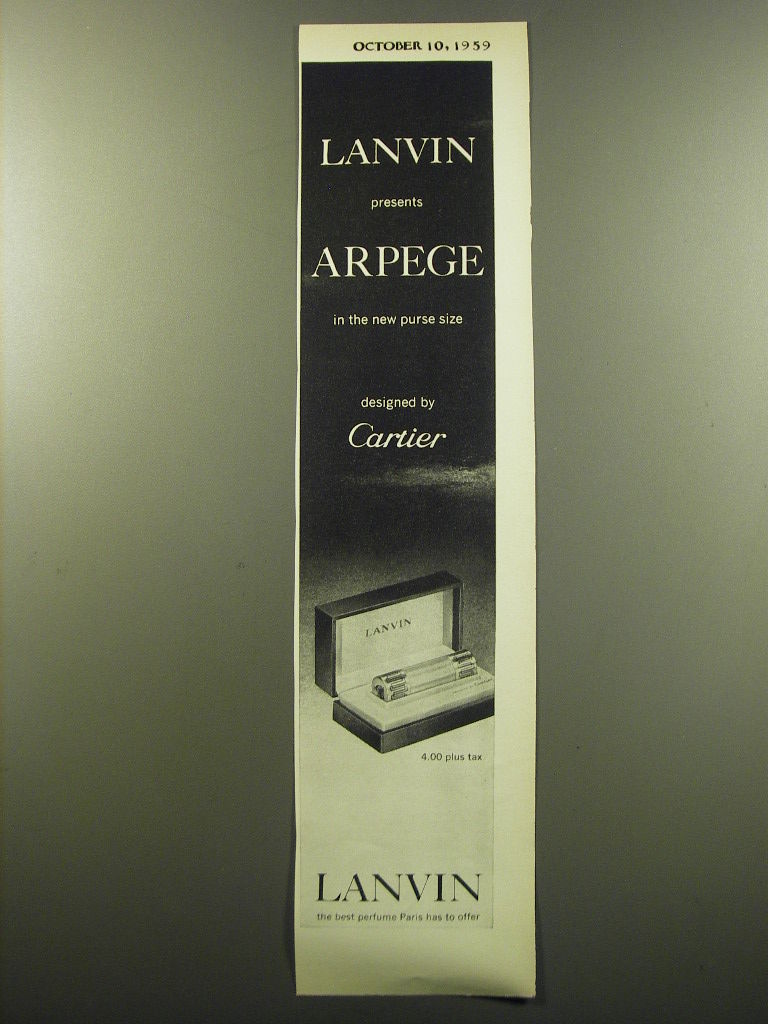 OCTOBER 10, 1959
LANVIN
presents
ARPEGE
in the new purse size
designed by
Cartier
LANVIN
4.00 plus tax
LANVIN
the best perfume Paris has to offer